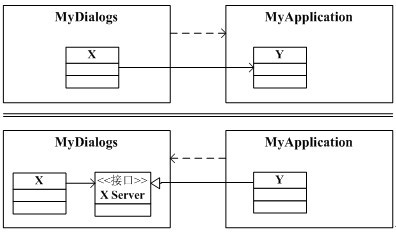 MyDialogs
MyApplication
X
Y
MyDialogs
MyApplication
X
<<接口>>
X Server
Y